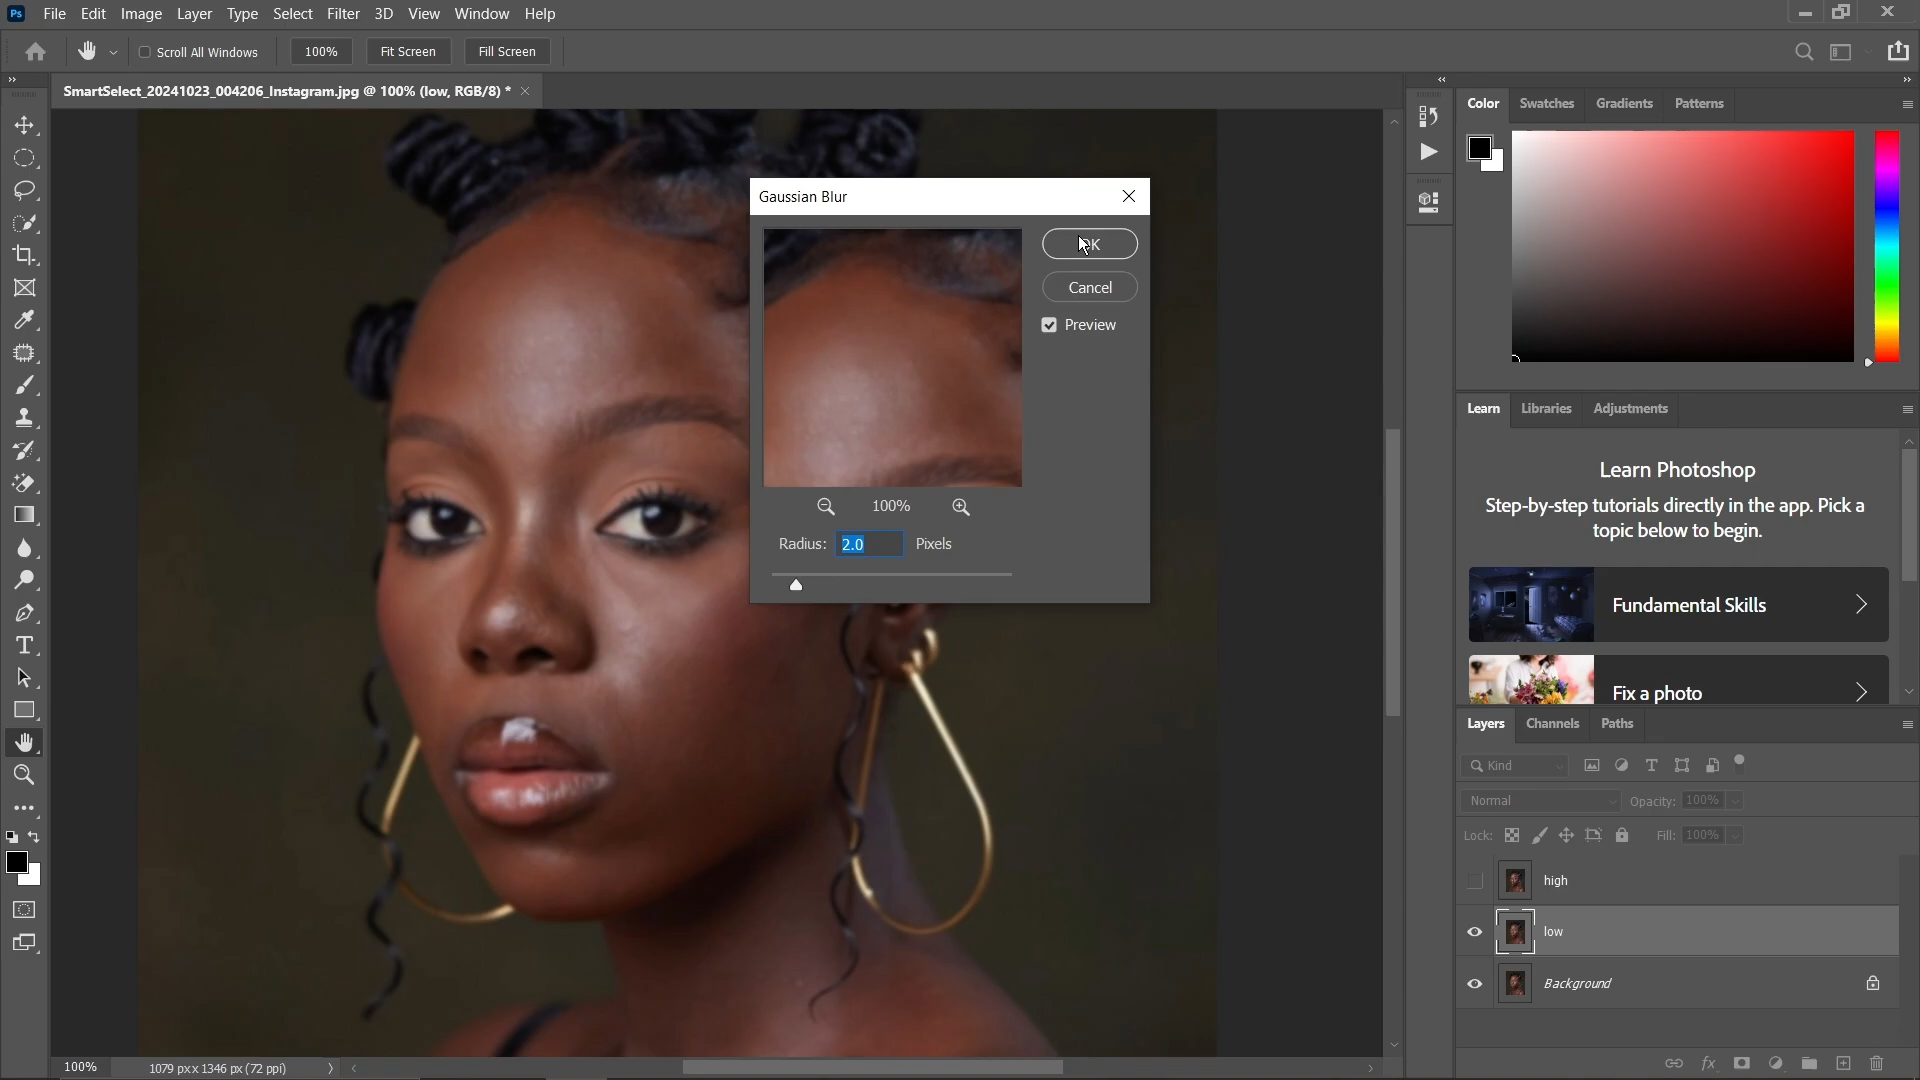 Ps File Edit Image Layer Type Select Filter 3D View Window Help
Scroll All Windows 100% Fit Screen Fill Screen
SmartSelect_20241023_004206_Instagram.jpg @ 100% (low, RGB/8) *
Gaussian Blur
OK
Cancel
Preview
100%
Radius: 2.0 Pixels
Color Swatches Gradients Patterns
Learn Libraries Adjustments
Learn Photoshop
Step-by-step tutorials directly in the app. Pick a
topic below to begin.
Fundamental Skills
Fix a photo
Layers Channels Paths
Kind
Normal Opacity: 100%
Lock: Fill: 100%
high
low
Background
fx
100% 1079 px x 1346 px (72 ppi)